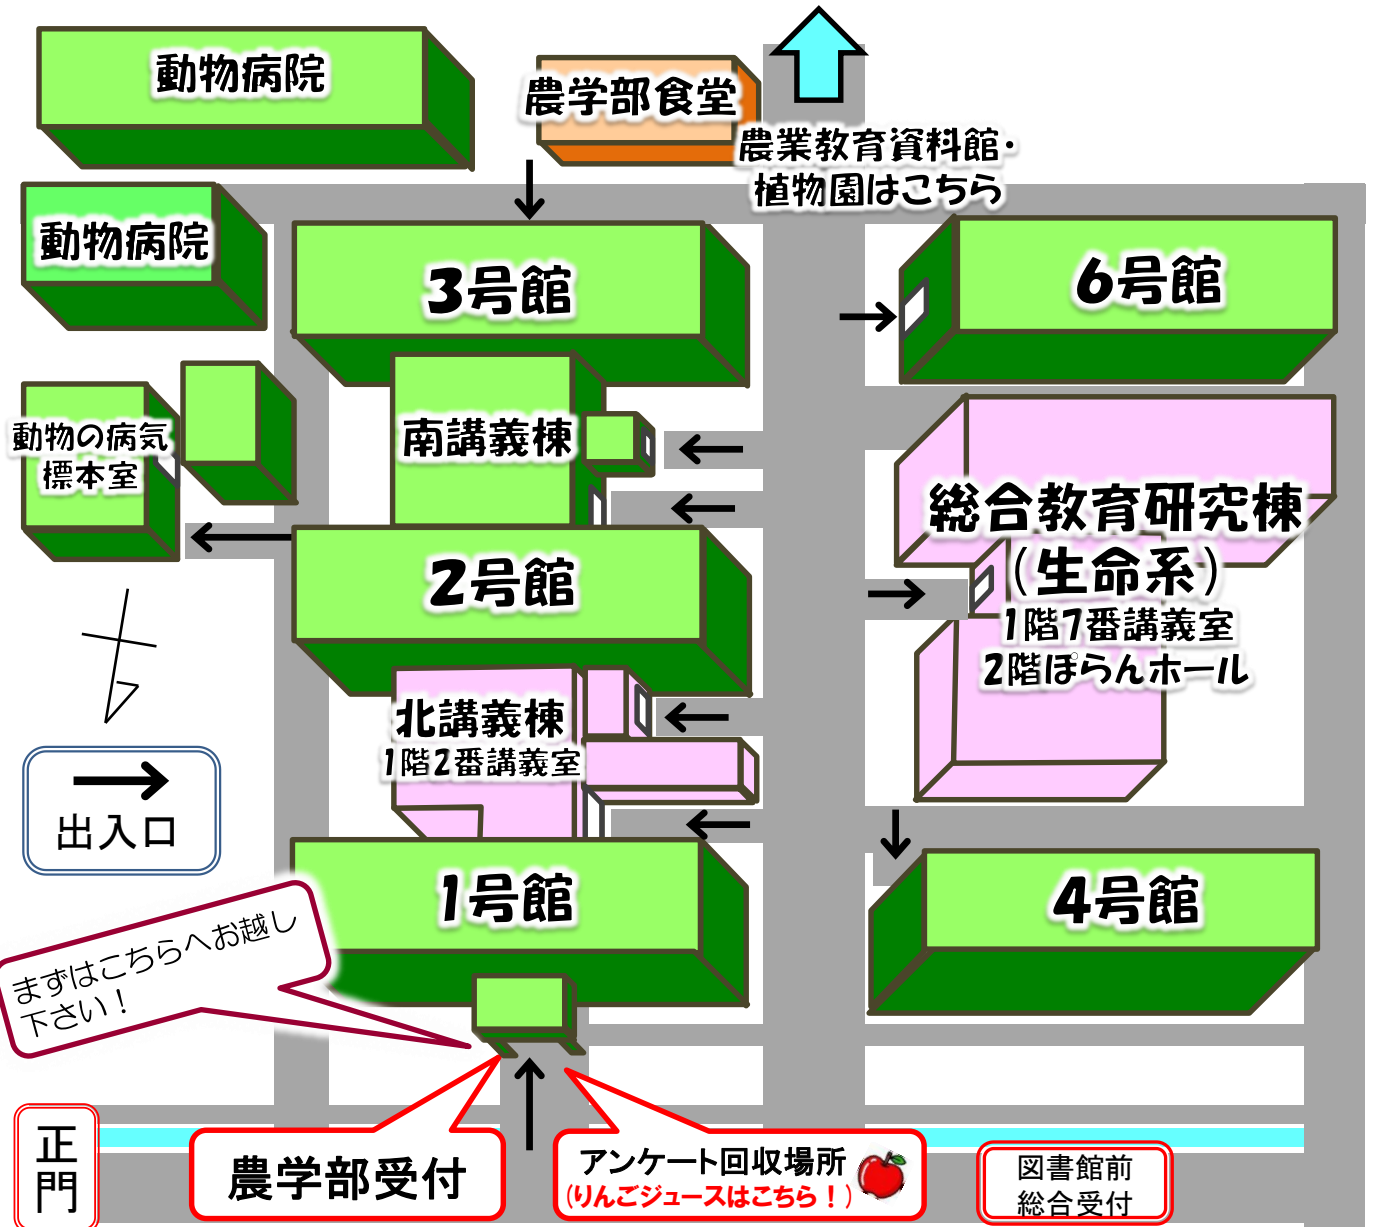 動物病院
農学部食堂
農業教育資料館・
植物園はこちら
動物病院
3号館
6号館
動物の病気
標本室
南講義棟
総合教育研究棟
(生命系)
1階7番講義室
2階ぽらんホール
2号館
北講義棟
1階2番講義室
出入口
1号館
4号館
まずはこちらへお越し
下さい！
正門
農学部受付
アンケート回収場所
(りんごジュースはこちら！)
図書館前
総合受付